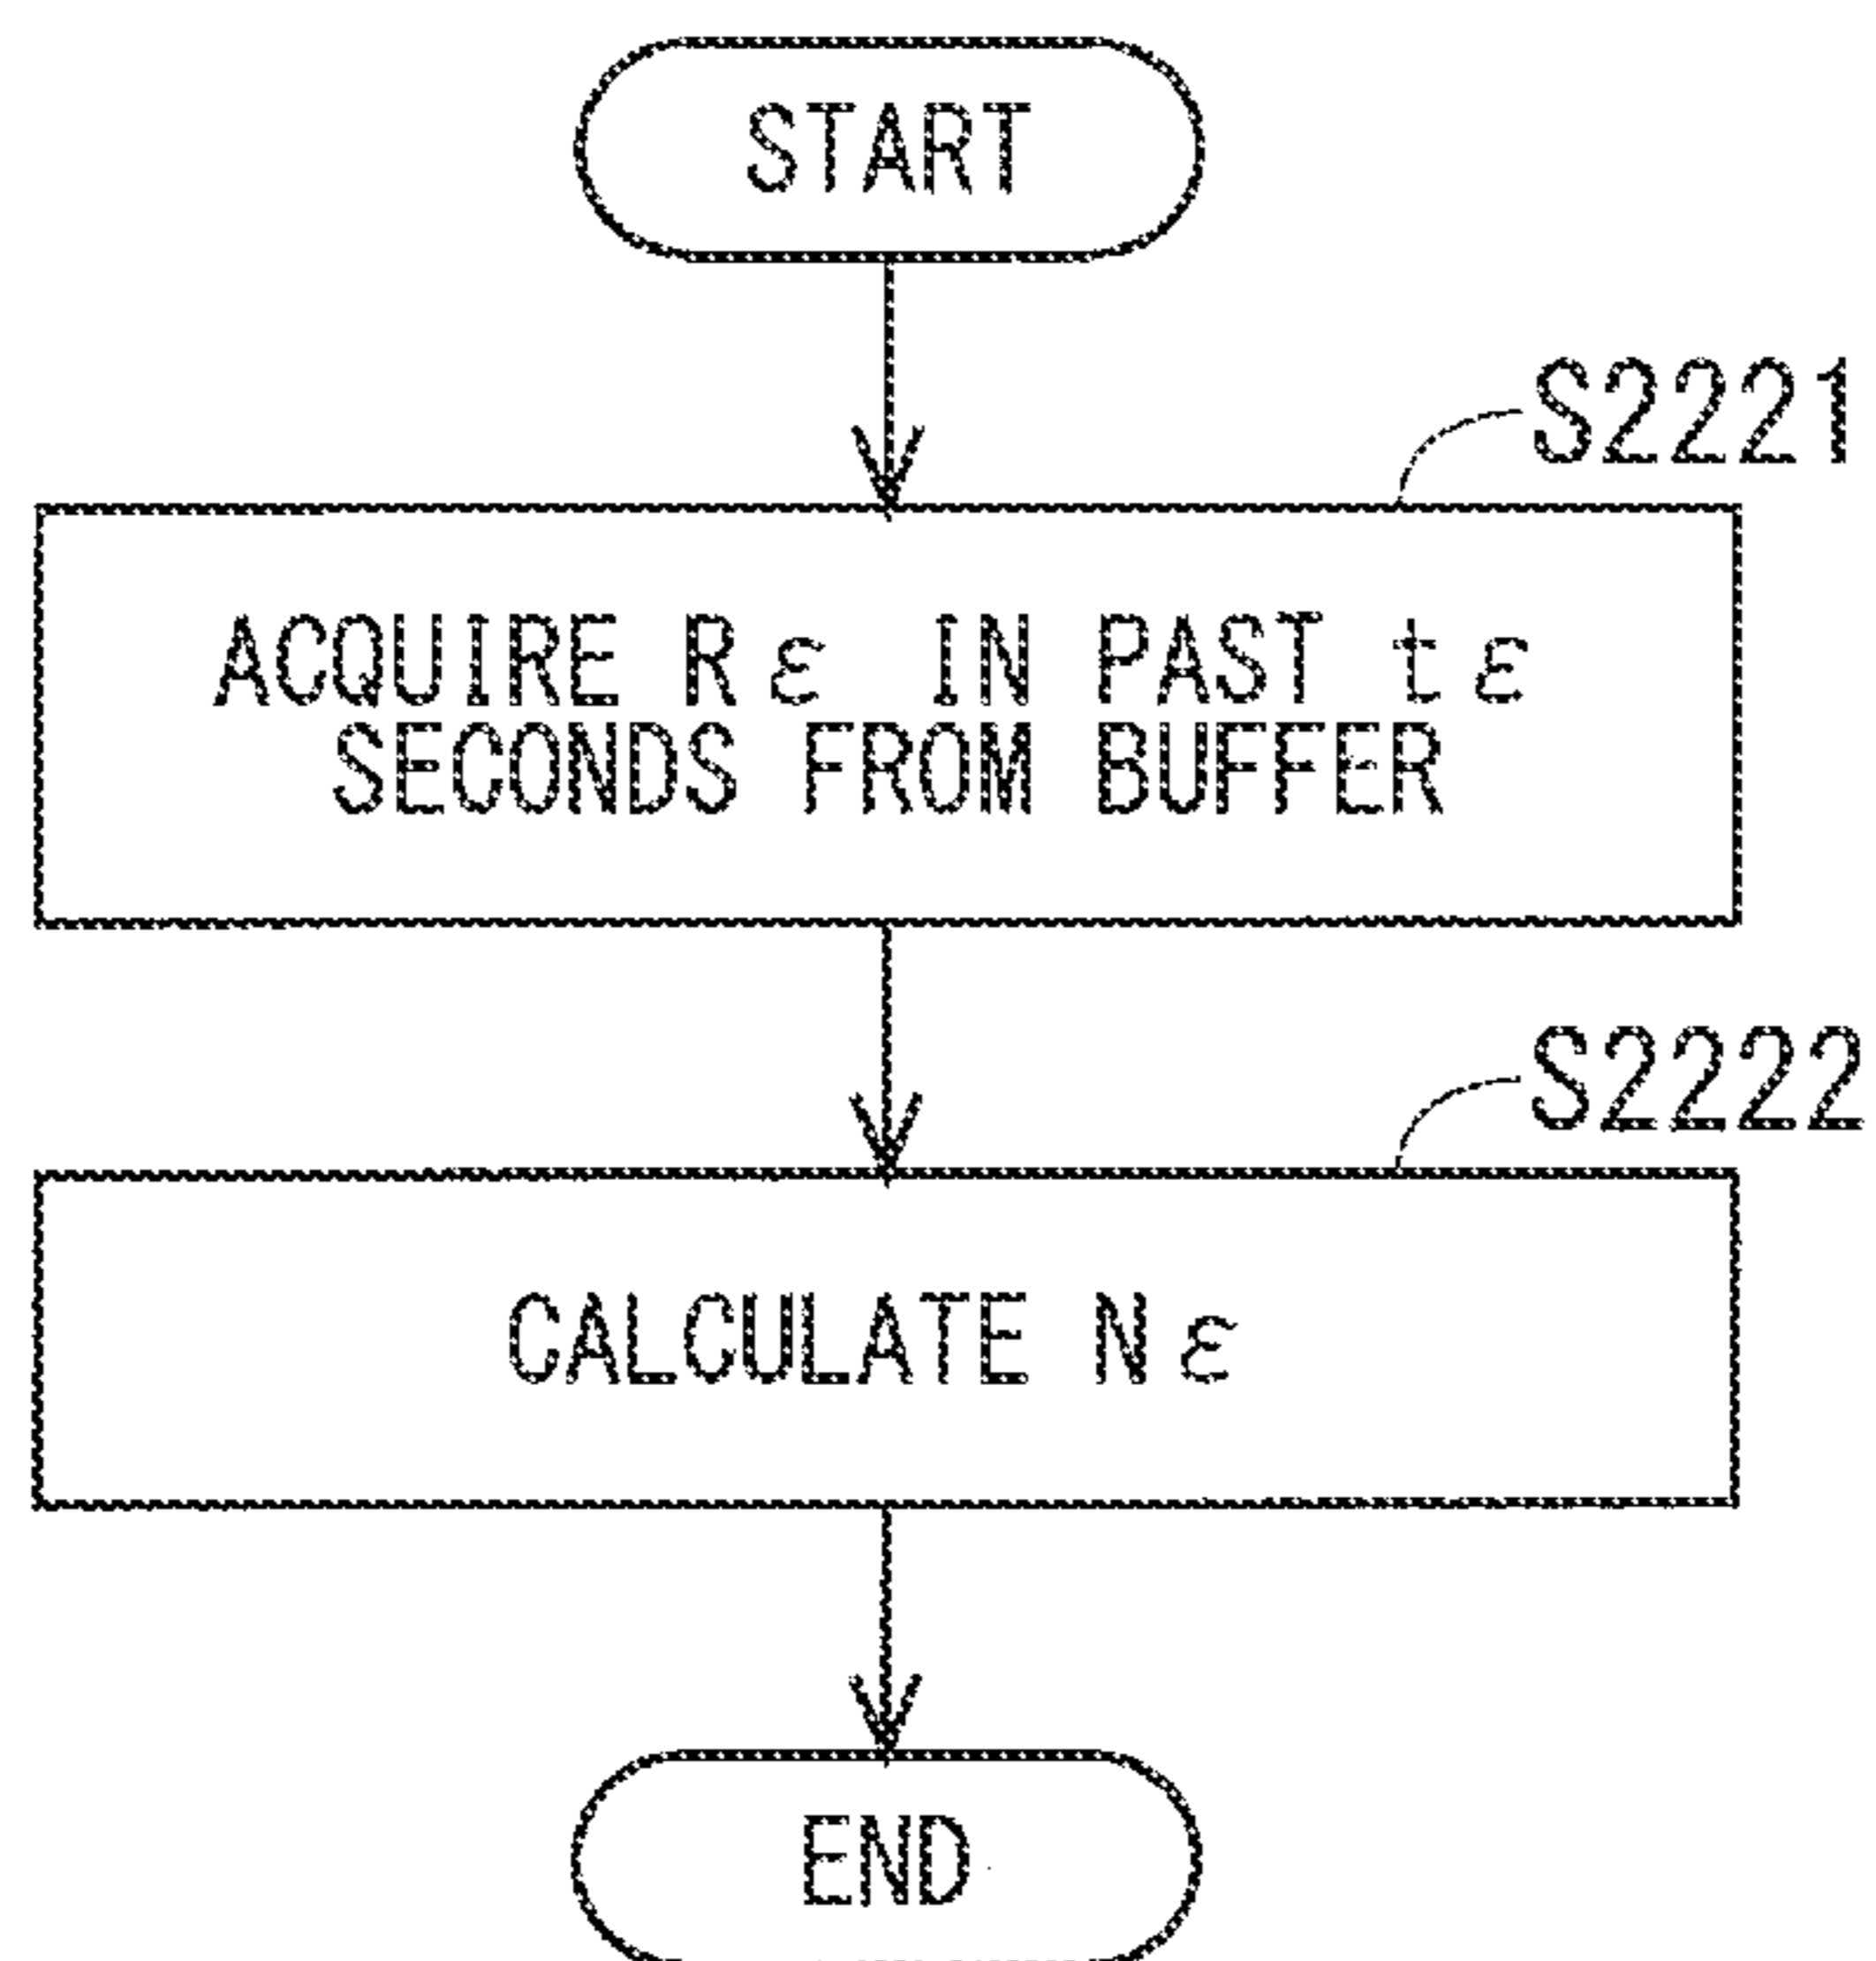 START
S2221
ACQUIRE Rε IN PAST tε
SECONDS FROM BUFFER
S2222
CALCULATE Nε
END